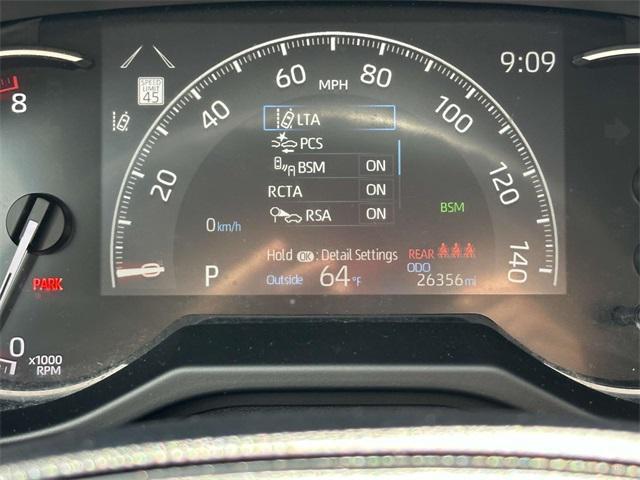 9:09
SPEED
LIMIT
45
8
0
20
40
60
80
100
120
140
MPH
LTA
PCS
BSM ON
RCTA ON
RSA ON
BSM
0 km/h
Hold OK : Detail Settings
REAR
PARK
P
Outside 64 °F
ODO
26356 mi
0
x1000
RPM